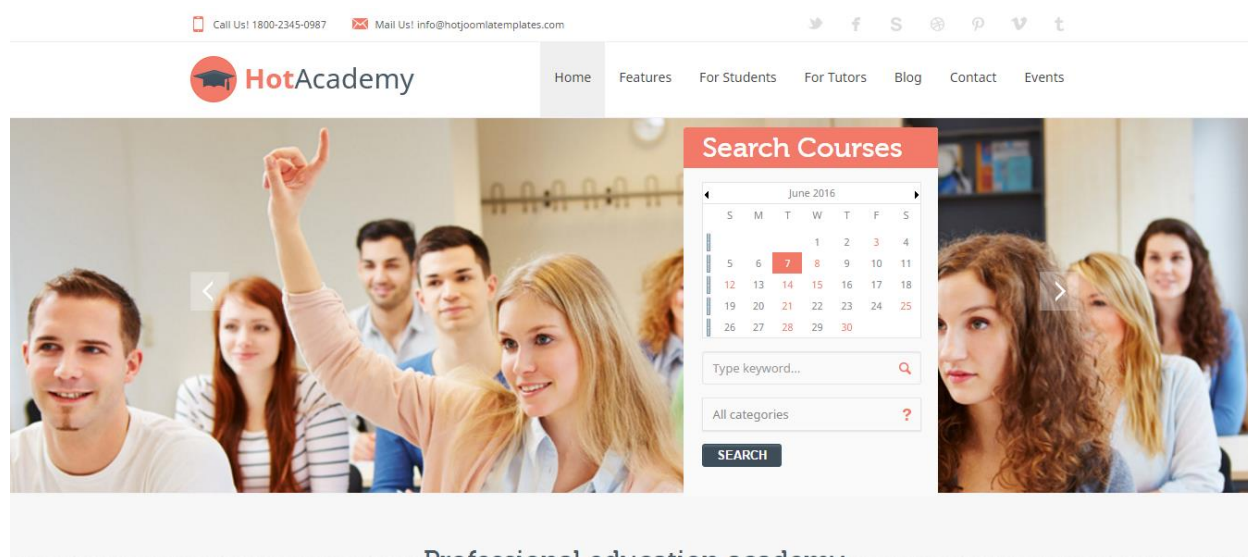 Call Us! 1800-2345-0987 Mail Us! info@hotjoomlatemplates.com
HotAcademy
Home Features For Students For Tutors Blog Contact Events
Search Courses
June 2016
S M T W T F S
1 2 3 4
5 6 7 8 9 10 11
12 13 14 15 16 17 18
19 20 21 22 23 24 25
26 27 28 29 30
Type keyword...
All categories ?
SEARCH
Professional education academy